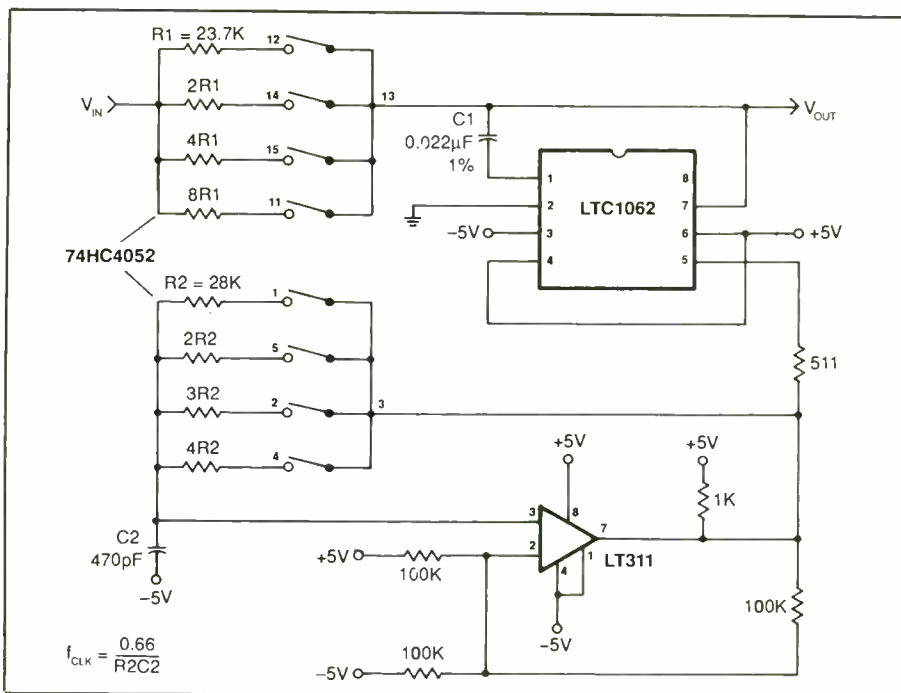 R1 = 23.7K
12
2R1
14
13
V_IN
V_OUT
4R1
15
C1
0.022µF
1%
8R1
11
1
2
3
4
8
7
6
5
LTC1062
−5V
+5V
74HC4052
R2 = 28K
1
2R2
5
3R2
2
3
4R2
4
511
+5V
+5V
1K
3
8
2
7
1
4
LT311
C2
470pF
−5V
+5V
100K
−5V
100K
−5V
100K
f_CLK = 0.66 / R2C2